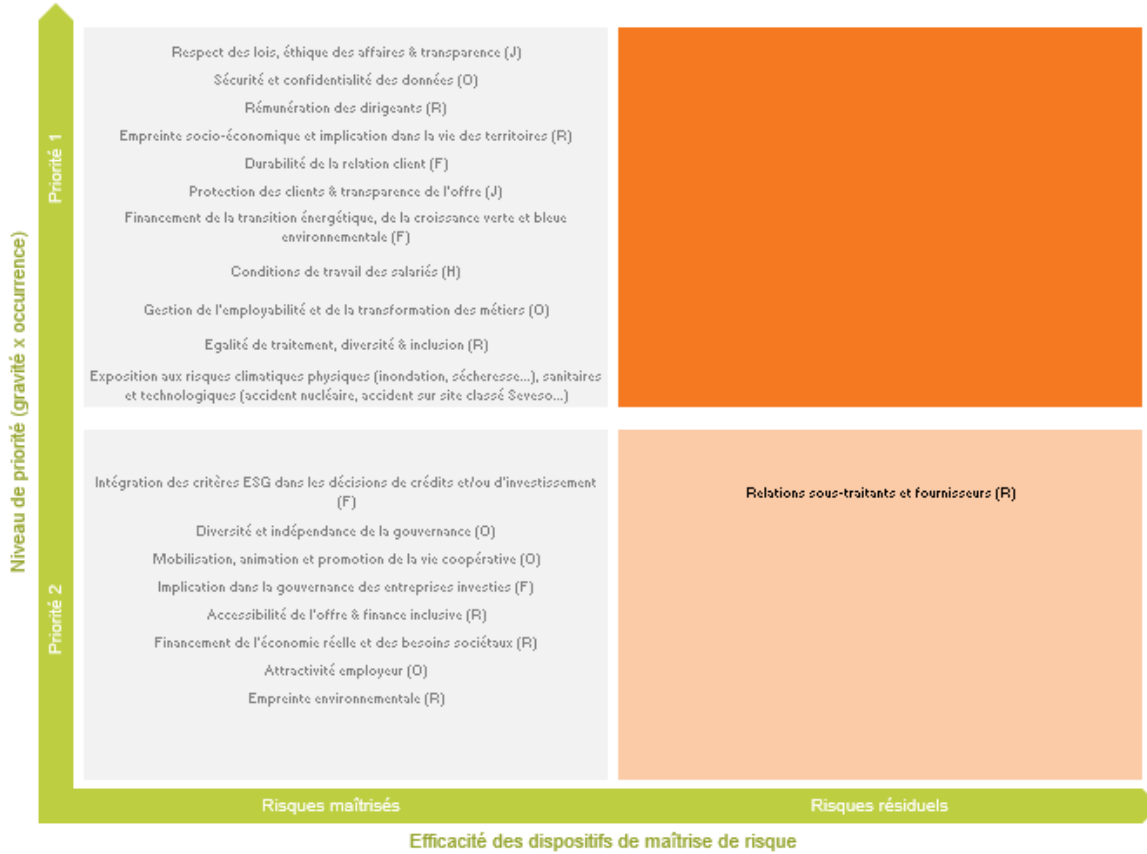 Niveau de priorité (gravité x occurrence)
Priorité 1
Respect des lois, éthique des affaires & transparence (J)
Sécurité et confidentialité des données (O)
Rémunération des dirigeants (R)
Empreinte socio-économique et implication dans la vie des territoires (R)
Durabilité de la relation client (F)
Protection des clients & transparence de l'offre (J)
Financement de la transition énergétique, de la croissance verte et bleue
environnementale (F)
Conditions de travail des salariés (H)
Gestion de l'employabilité et de la transformation des métiers (O)
Egalité de traitement, diversité & inclusion (R)
Exposition aux risques climatiques physiques (inondation, sécheresse...), sanitaires
et technologiques (accident nucléaire, accident sur site classé Seveso...)
Priorité 2
Intégration des critères ESG dans les décisions de crédits et/ou d'investissement
(F)
Diversité et indépendance de la gouvernance (O)
Mobilisation, animation et promotion de la vie coopérative (O)
Implication dans la gouvernance des entreprises investies (F)
Accessibilité de l'offre & finance inclusive (R)
Financement de l'économie réelle et des besoins sociétaux (R)
Attractivité employeur (O)
Empreinte environnementale (R)
Relations sous-traitants et fournisseurs (R)
Risques maîtrisés
Risques résiduels
Efficacité des dispositifs de maîtrise de risque